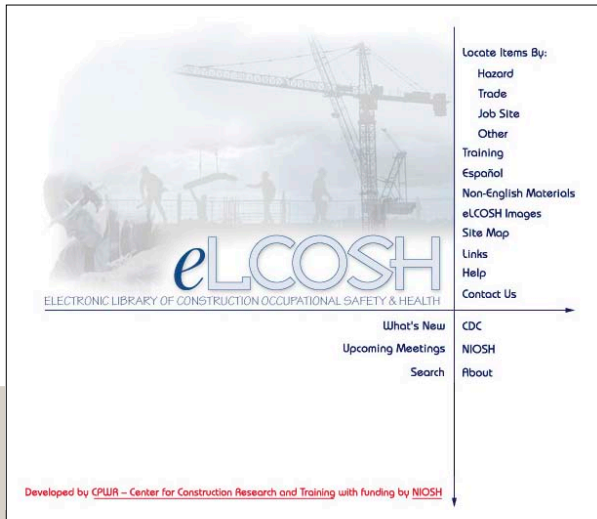 Locate Items By:
Hazard
Trade
Job Site
Other
Training
Español
Non-English Materials
eLCOSH Images
Site Map
Links
Help
Contact Us
eLCOSH
ELECTRONIC LIBRARY OF CONSTRUCTION OCCUPATIONAL SAFETY & HEALTH
What's New
Upcoming Meetings
Search
CDC
NIOSH
About
Developed by CPWR – Center for Construction Research and Training with funding by NIOSH